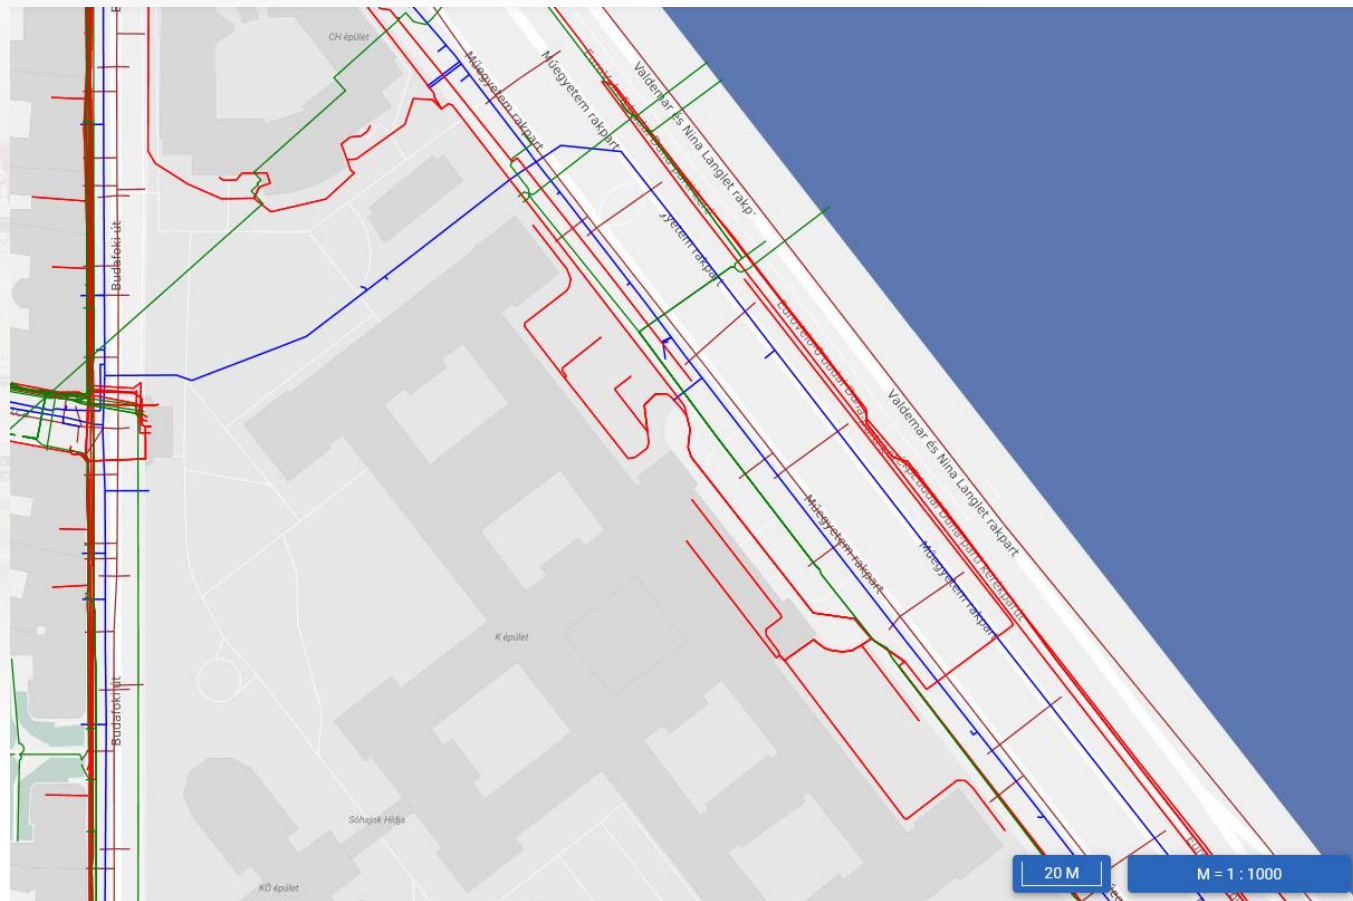 CH épület
Műegyetem rakpart
Műegyetem rakpart
Valdemar és Nina Langlet rakp
Budafoki út
yetem rakpart
Valdemar és Nina Langlet rakpart
Műegyetem rakpart
Műegyetem rakpart
K épület
Budafoki út
Sóhajok Hídja
KÖ épület
20 M
M = 1 : 1000